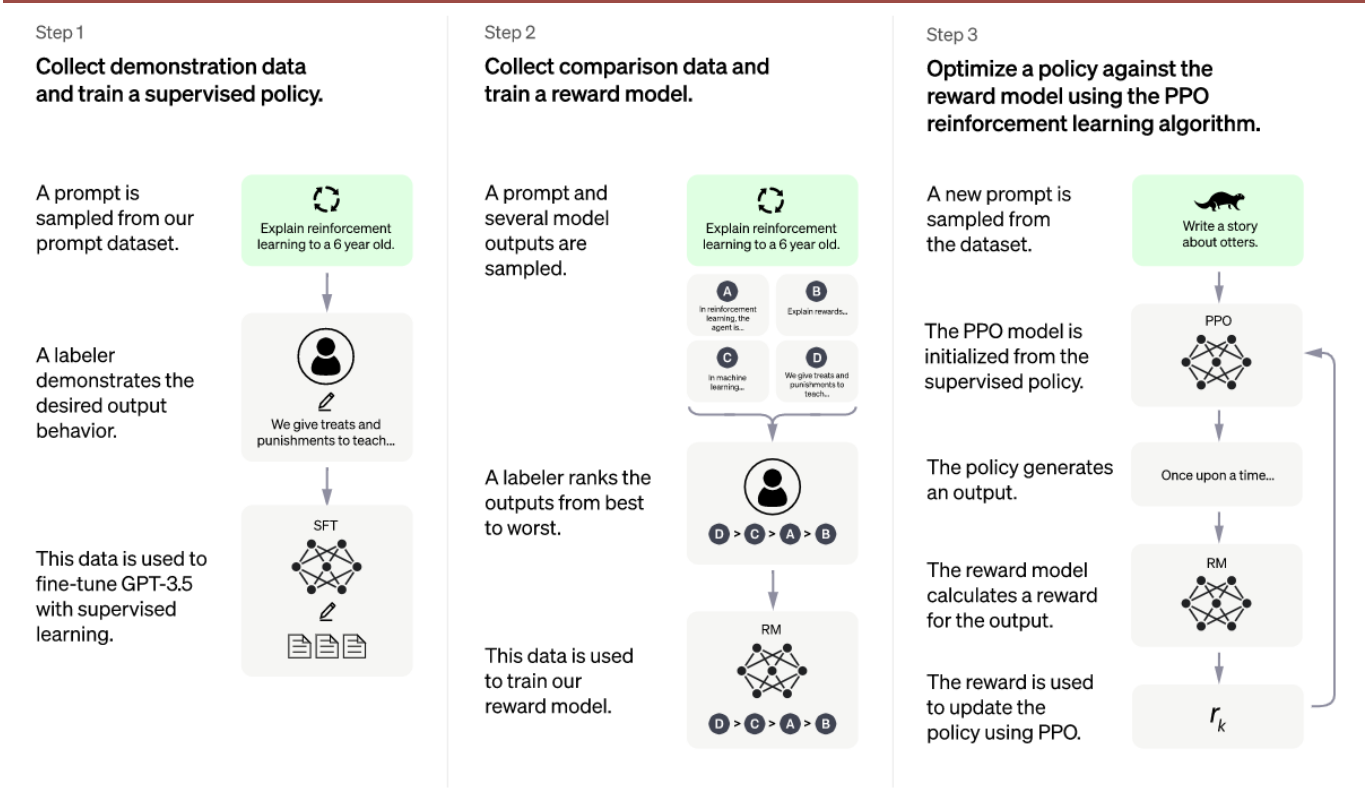 Step 1
Collect demonstration data
and train a supervised policy.
A prompt is
sampled from our
prompt dataset.
Explain reinforcement
learning to a 6 year old.
A labeler
demonstrates the
desired output
behavior.
We give treats and
punishments to teach...
This data is used to
fine-tune GPT-3.5
with supervised
learning.
SFT
Step 2
Collect comparison data and
train a reward model.
A prompt and
several model
outputs are
sampled.
Explain reinforcement
learning to a 6 year old.
A
In reinforcement
learning, the
agent is...
B
Explain rewards...
C
In machine
learning...
D
We give treats and
punishments to
teach...
A labeler ranks the
outputs from best
to worst.
D > C > A > B
This data is used
to train our
reward model.
RM
D > C > A > B
Step 3
Optimize a policy against the
reward model using the PPO
reinforcement learning algorithm.
A new prompt is
sampled from
the dataset.
Write a story
about otters.
The PPO model is
initialized from the
supervised policy.
PPO
The policy generates
an output.
Once upon a time...
The reward model
calculates a reward
for the output.
RM
The reward is used
to update the
policy using PPO.
rk